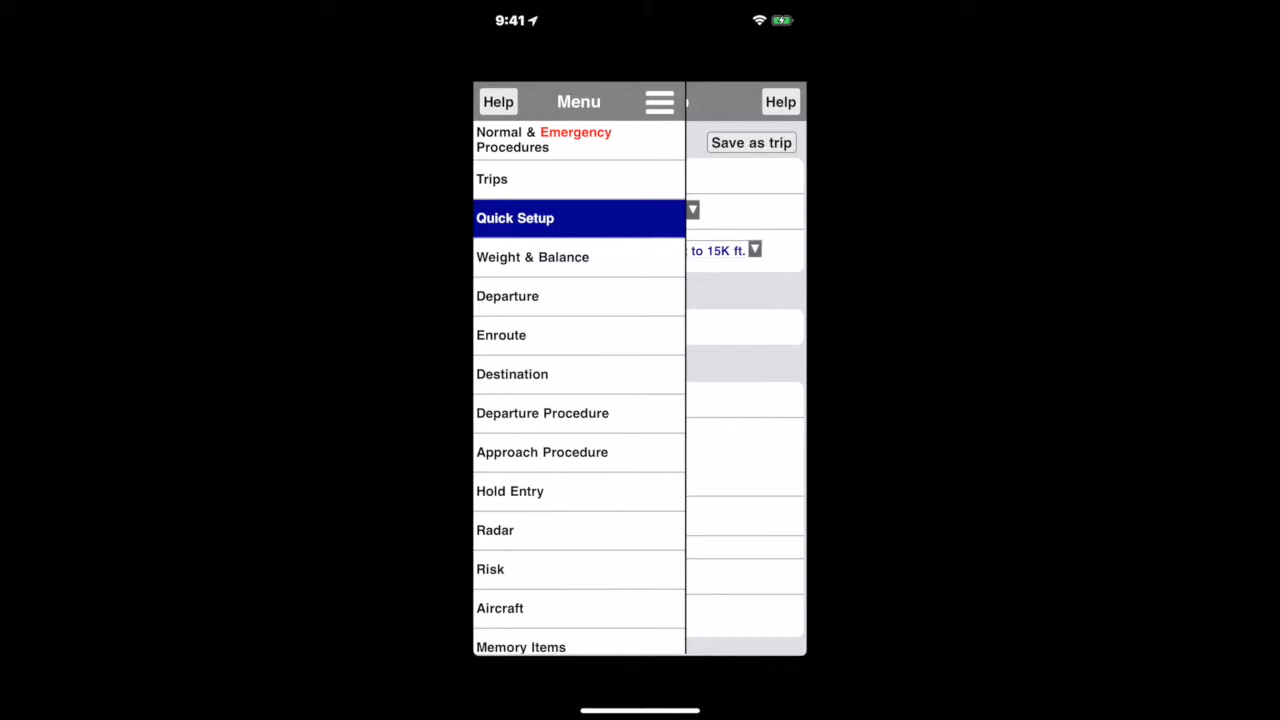 9:41
Help Menu Help
Normal & Emergency
Procedures
Save as trip
Trips
Quick Setup
Weight & Balance
to 15K ft.
Departure
Enroute
Destination
Departure Procedure
Approach Procedure
Hold Entry
Radar
Risk
Aircraft
Memory Items